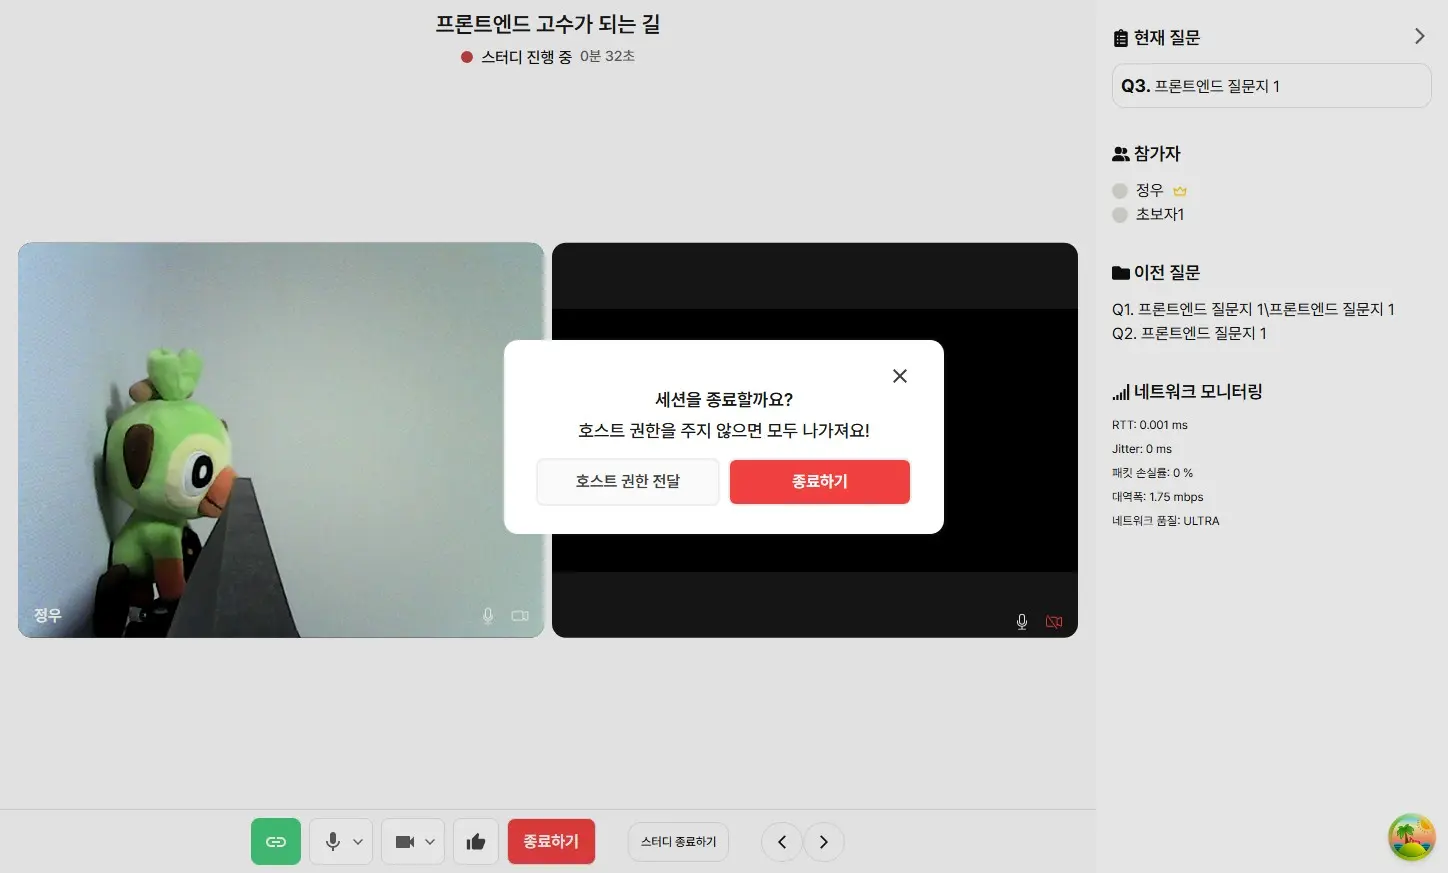 프론트엔드 고수가 되는 길
스터디 진행 중 0분 32초
정우
세션을 종료할까요?
호스트 권한을 주지 않으면 모두 나가져요!
호스트 권한 전달
종료하기
종료하기
스터디 종료하기
현재 질문
Q3. 프론트엔드 질문지 1
참가자
정우
초보자1
이전 질문
Q1. 프론트엔드 질문지 1\프론트엔드 질문지 1
Q2. 프론트엔드 질문지 1
네트워크 모니터링
RTT: 0.001 ms
Jitter: 0 ms
패킷 손실률: 0 %
대역폭: 1.75 mbps
네트워크 품질: ULTRA